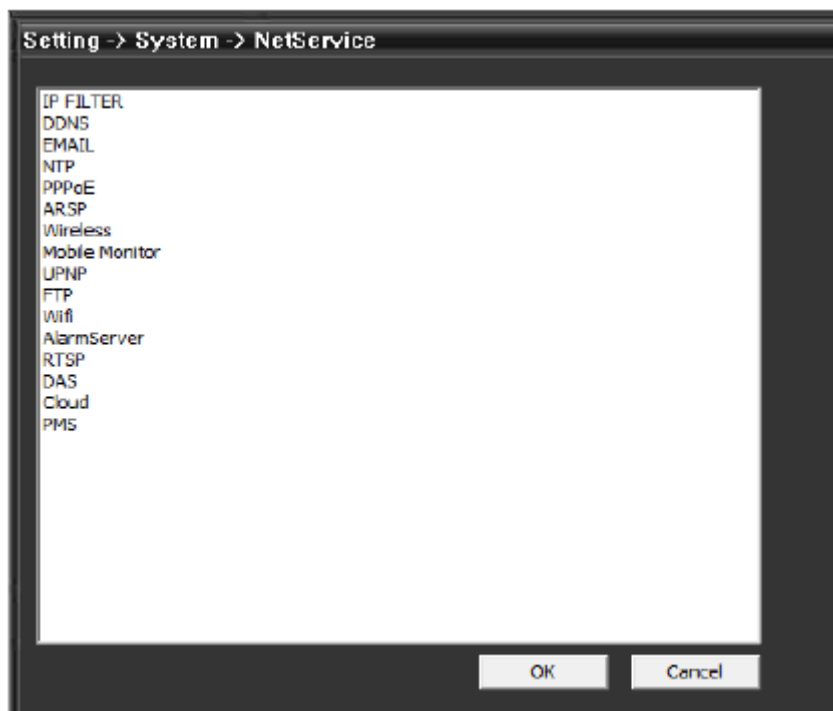 Setting -> System -> NetService
IP FILTER
DDNS
EMAIL
NTP
PPPoE
ARSP
Wireless
Mobile Monitor
UPNP
FTP
Wifi
AlarmServer
RTSP
DAS
Cloud
PMS
OK Cancel